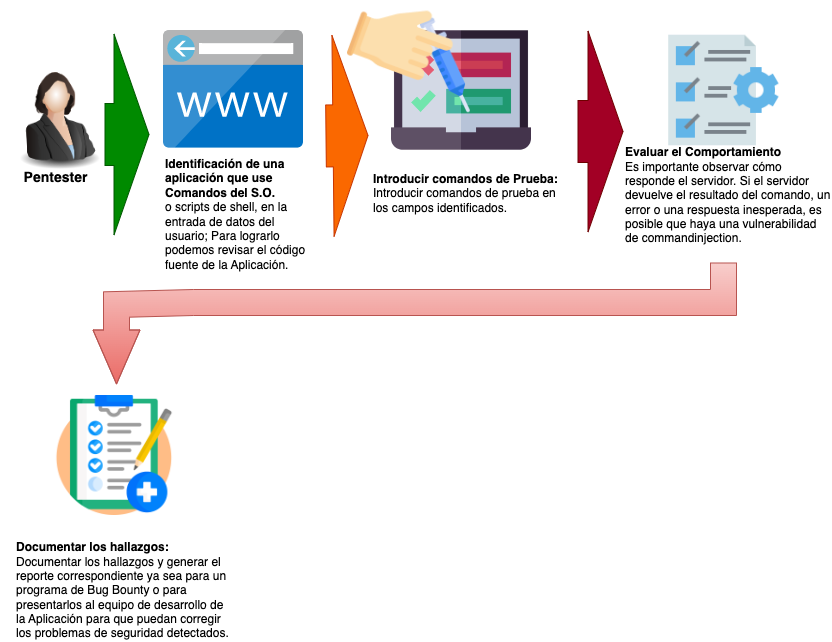 Pentester
WWW
Identificación de una
aplicación que use
Comandos del S.O.
o scripts de shell, en la
entrada de datos del
usuario; Para lograrlo
podemos revisar el código
fuente de la Aplicación.
Introducir comandos de Prueba:
Introducir comandos de prueba en
los campos identificados.
Evaluar el Comportamiento
Es importante observar cómo
responde el servidor. Si el servidor
devuelve el resultado del comando, un
error o una respuesta inesperada, es
posible que haya una vulnerabilidad
de commandinjection.
Documentar los hallazgos:
Documentar los hallazgos y generar el
reporte correspondiente ya sea para un
programa de Bug Bounty o para
presentarlos al equipo de desarrollo de
la Aplicación para que puedan corregir
los problemas de seguridad detectados.